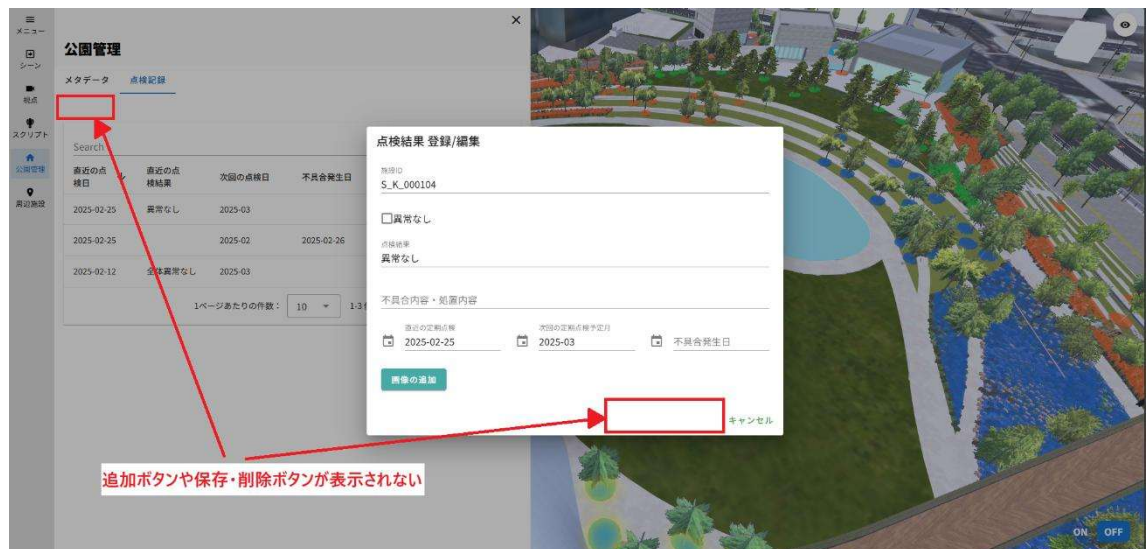 メニュー
シーン
視点
スクリプト
公園管理
周辺施設
×
公園管理
メタデータ 点検記録
Search
直近の点検日 直近の点検結果 次回の点検日 不具合発生日
2025-02-25 異常なし 2025-03
2025-02-25 2025-02 2025-02-26
2025-02-12 全体異常なし 2025-03
1ページあたりの件数: 10 1-3
点検結果 登録/編集
施設ID
S_K_000104
異常なし
点検結果
異常なし
不具合内容・処置内容
直近の定期点検 次回の定期点検予定月
2025-02-25 2025-03 不具合発生日
画像の追加
キャンセル
追加ボタンや保存・削除ボタンが表示されない
ON OFF